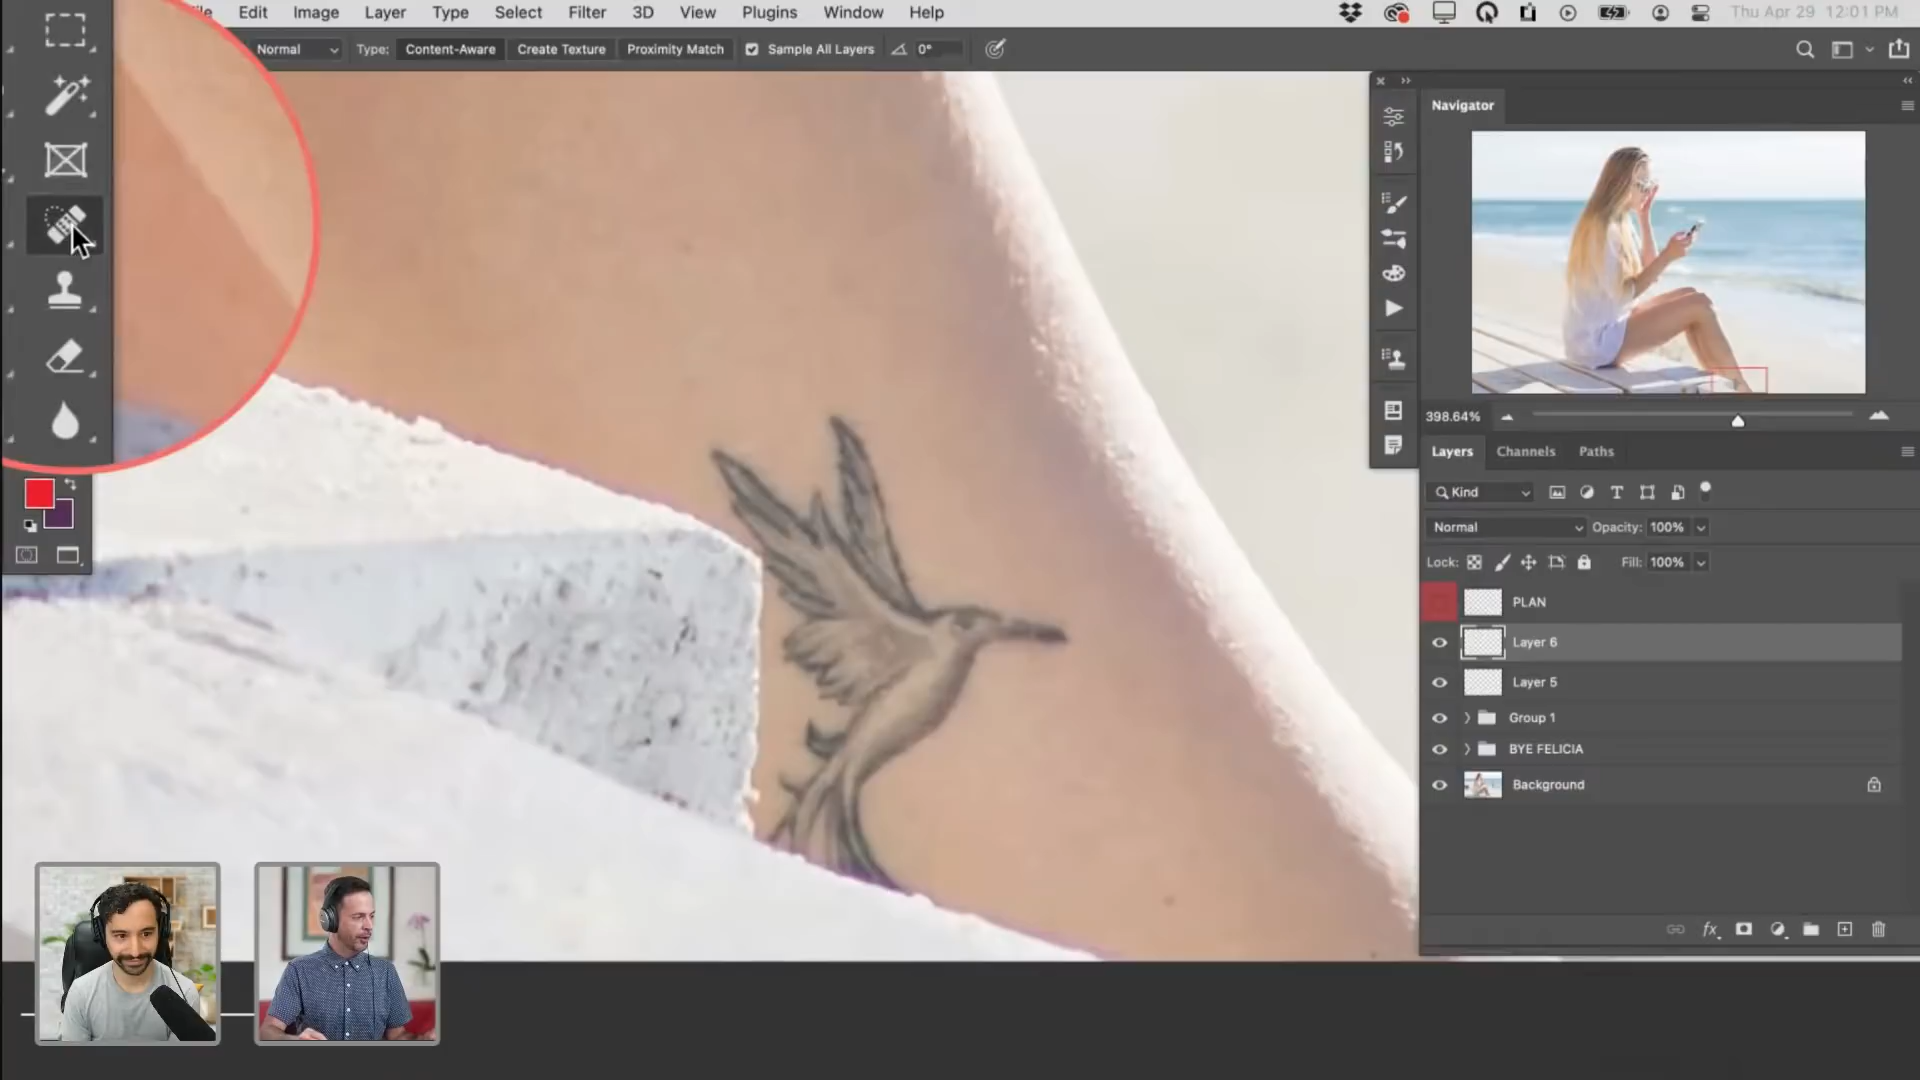 Edit Image Layer Type Select Filter 3D View Plugins Window Help Thu Apr 29 12:01 PM
Normal Type: Content-Aware Create Texture Proximity Match Sample All Layers 0°
Navigator
398.64%
Layers Channels Paths
Kind
Normal Opacity: 100%
Lock: Fill: 100%
PLAN
Layer 6
Layer 5
Group 1
BYE FELICIA
Background
fx